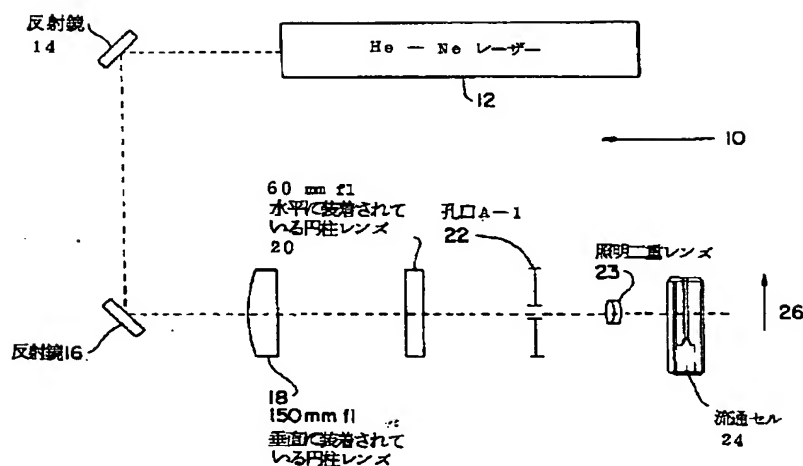 反射鏡
14
He － Ne レーザー
12
10
60 mm fl
水平に装着されて
いる円柱レンズ
20
孔口A-1
22
照明二重レンズ
23
26
反射鏡16
18
150mm fl
垂直に装着されて
いる円柱レンズ
流通セル
24